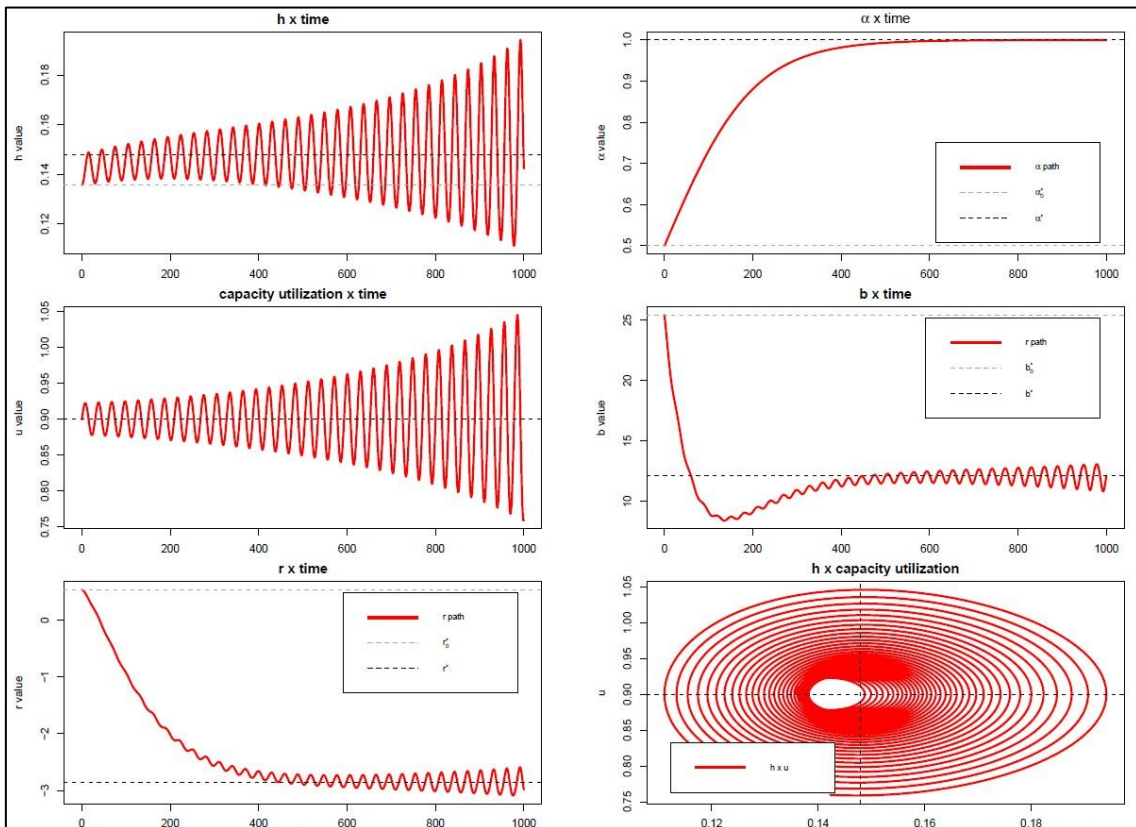 h x time
h value
0.18
0.16
0.14
0.12
0 200 400 600 800 1000
α x time
α value
1.0
0.9
0.8
0.7
0.6
0.5
α path
α*₀
α*
0 200 400 600 800 1000
capacity utilization x time
u value
1.05
1.00
0.95
0.90
0.85
0.80
0.75
0 200 400 600 800 1000
b x time
b value
25
20
15
10
r path
b*₀
b*
0 200 400 600 800 1000
r x time
r value
0
−1
−2
−3
r path
r*₀
r*
0 200 400 600 800 1000
h x capacity utilization
u
1.05
1.00
0.95
0.90
0.85
0.80
0.75
h x u
0.12 0.14 0.16 0.18